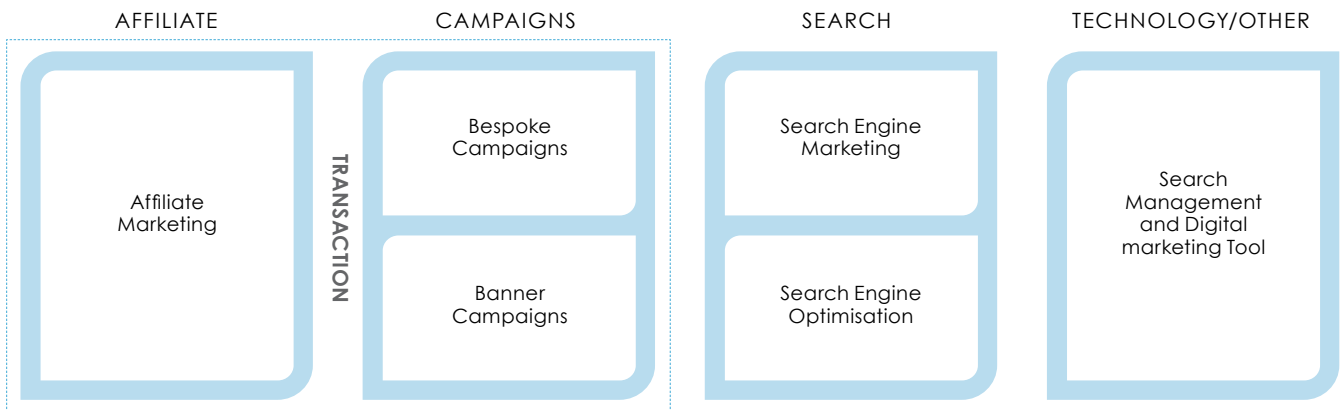 AFFILIATE
CAMPAIGNS
SEARCH
TECHNOLOGY/OTHER
Affiliate
Marketing
TRANSACTION
Bespoke
Campaigns
Banner
Campaigns
Search Engine
Marketing
Search Engine
Optimisation
Search
Management
and Digital
marketing Tool